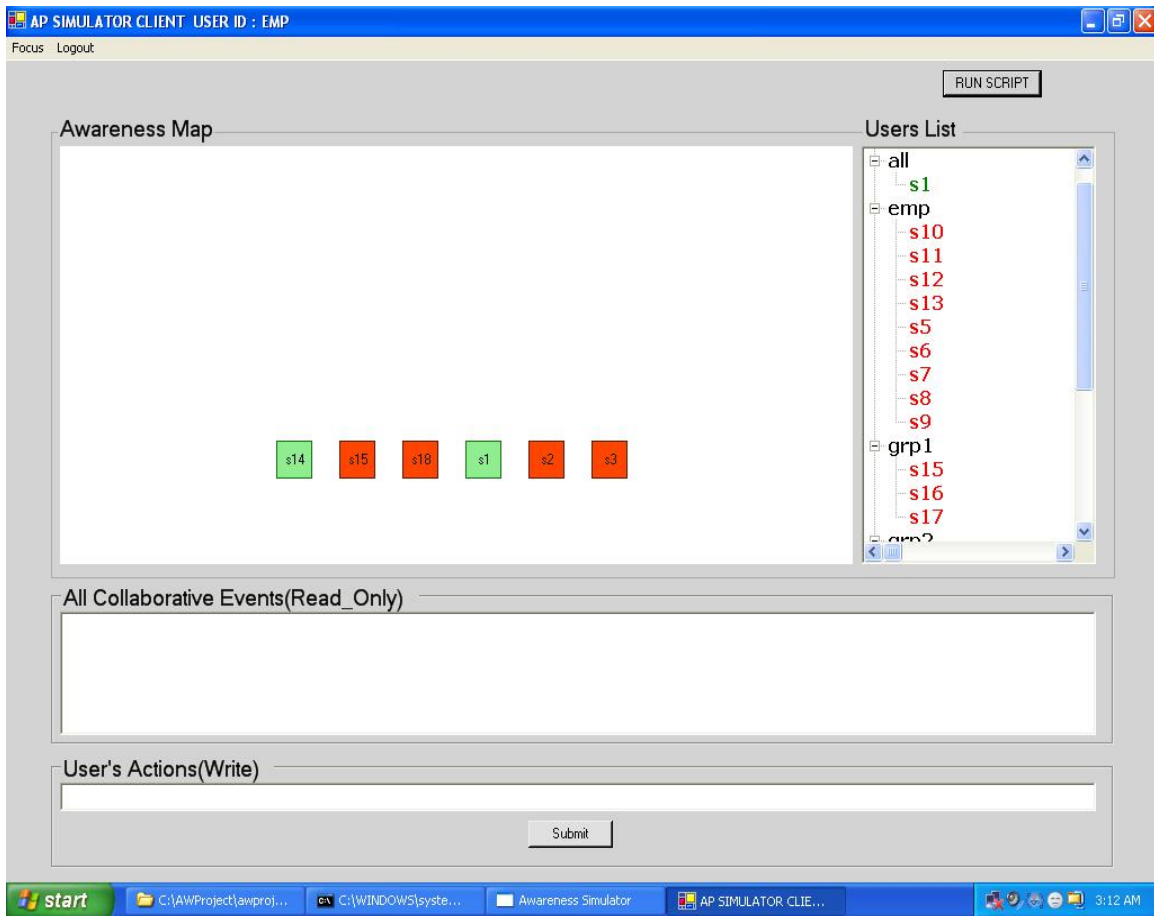 AP SIMULATOR CLIENT USER ID : EMP
Focus Logout
RUN SCRIPT
Awareness Map
s14 s15 s18 s1 s2 s3
Users List
all
s1
emp
s10
s11
s12
s13
s5
s6
s7
s8
s9
grp1
s15
s16
s17
grp2
All Collaborative Events(Read_Only)
User's Actions(Write)
Submit
start C:\AWProject\awproj... C:\WINDOWS\syste... Awareness Simulator AP SIMULATOR CLIE... 3:12 AM